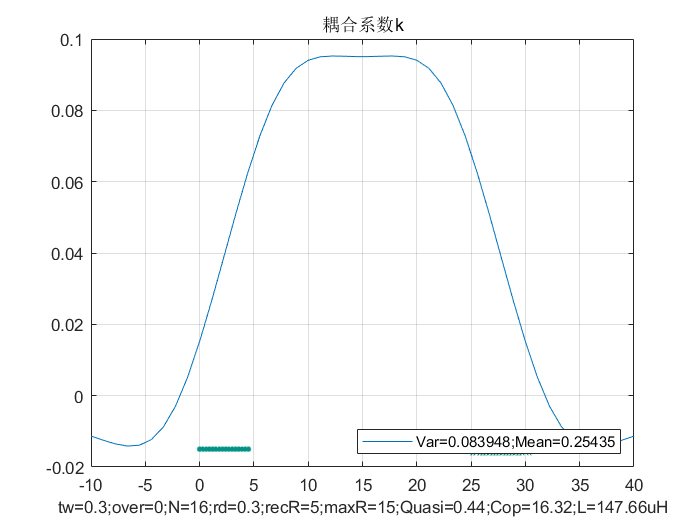 耦合系数k
0.1
0.08
0.06
0.04
0.02
0
-0.02
Var=0.083948;Mean=0.25435
-10 -5 0 5 10 15 20 25 30 35 40
tw=0.3;over=0;N=16;rd=0.3;recR=5;maxR=15;Quasi=0.44;Cop=16.32;L=147.66uH